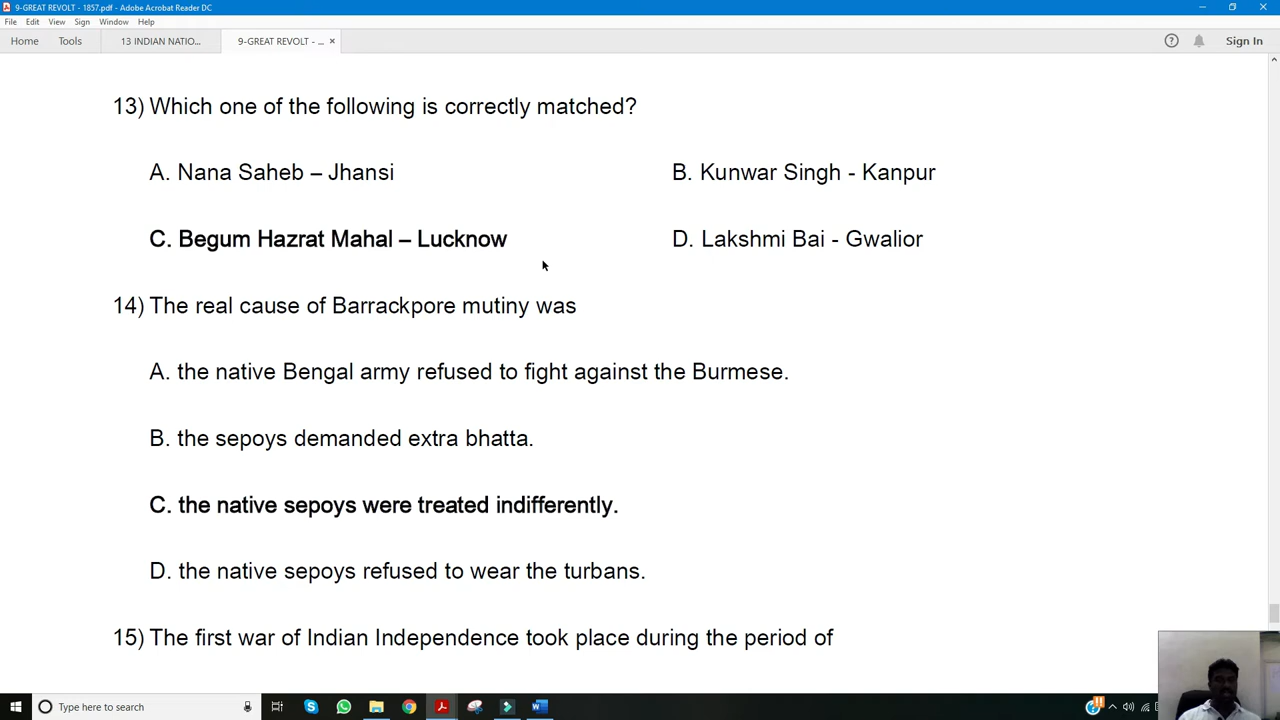 9-GREAT REVOLT - 1857.pdf - Adobe Acrobat Reader DC
File Edit View Sign Window Help
Home Tools 13 INDIAN NATIO... 9-GREAT REVOLT - ... × Sign In
13) Which one of the following is correctly matched?
A. Nana Saheb – Jhansi B. Kunwar Singh - Kanpur
C. Begum Hazrat Mahal – Lucknow D. Lakshmi Bai - Gwalior
14) The real cause of Barrackpore mutiny was
A. the native Bengal army refused to fight against the Burmese.
B. the sepoys demanded extra bhatta.
C. the native sepoys were treated indifferently.
D. the native sepoys refused to wear the turbans.
15) The first war of Indian Independence took place during the period of
Type here to search